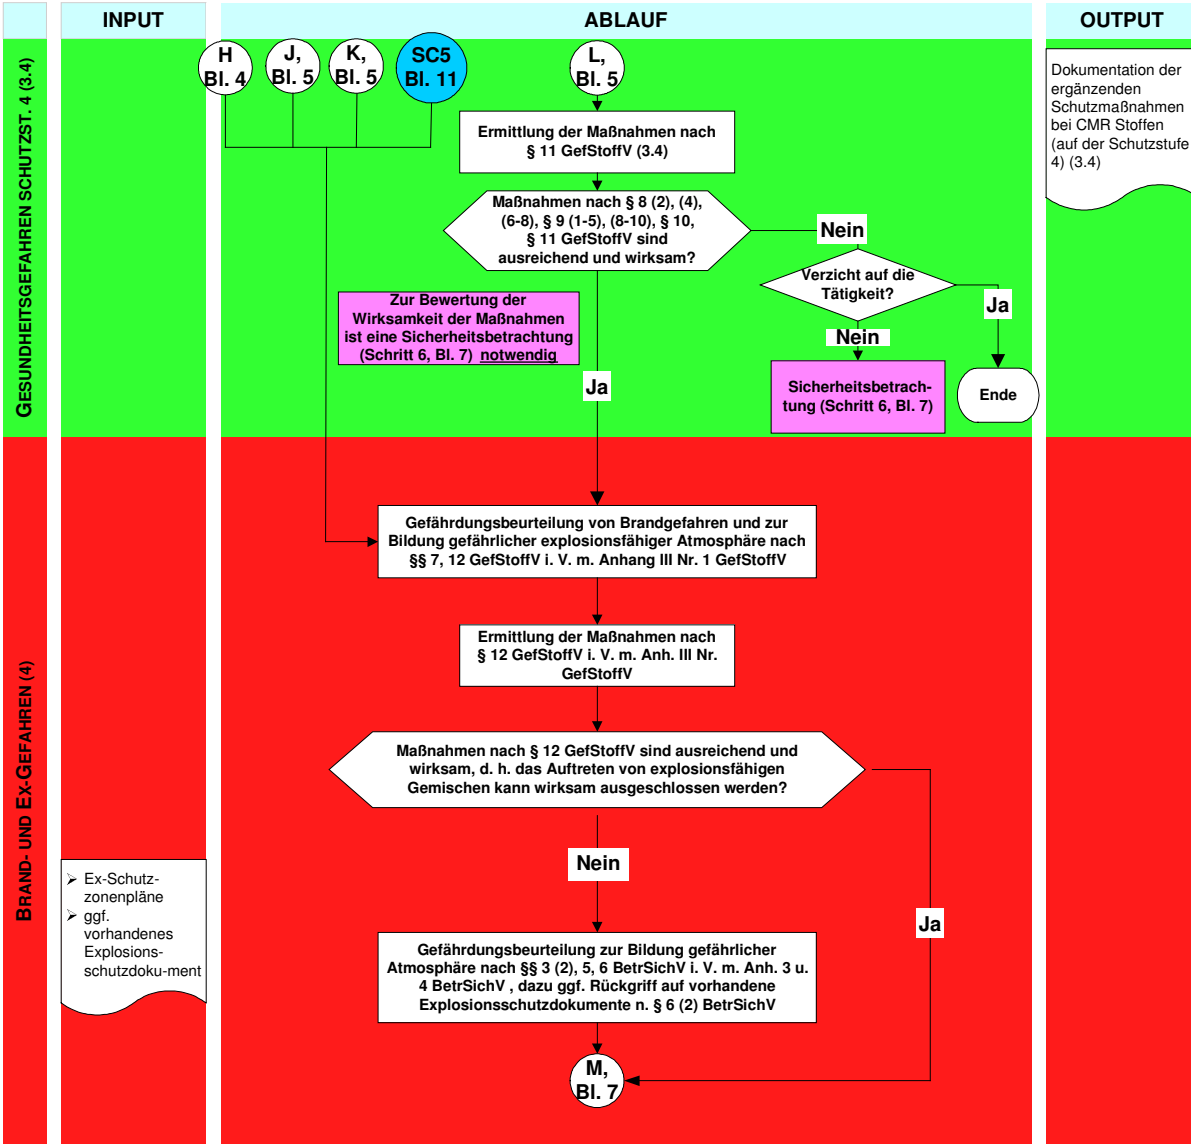 INPUT
ABLAUF
OUTPUT
GESUNDHEITSGEFAHREN SCHUTZST. 4 (3.4)
H
Bl. 4
J,
Bl. 5
K,
Bl. 5
SC5
Bl. 11
L,
Bl. 5
Dokumentation der
ergänzenden
Schutzmaßnahmen
bei CMR Stoffen
(auf der Schutzstufe
4) (3.4)
Ermittlung der Maßnahmen nach
§ 11 GefStoffV (3.4)
Maßnahmen nach § 8 (2), (4),
(6-8), § 9 (1-5), (8-10), § 10,
§ 11 GefStoffV sind
ausreichend und wirksam?
Nein
Verzicht auf die
Tätigkeit?
Ja
Nein
Zur Bewertung der
Wirksamkeit der Maßnahmen
ist eine Sicherheitsbetrachtung
(Schritt 6, Bl. 7) notwendig
Ja
Sicherheitsbetrach-
tung (Schritt 6, Bl. 7)
Ende
BRAND- UND EX-GEFAHREN (4)
Gefährdungsbeurteilung von Brandgefahren und zur
Bildung gefährlicher explosionsfähiger Atmosphäre nach
§§ 7, 12 GefStoffV i. V. m. Anhang III Nr. 1 GefStoffV
Ermittlung der Maßnahmen nach
§ 12 GefStoffV i. V. m. Anh. III Nr.
GefStoffV
Maßnahmen nach § 12 GefStoffV sind ausreichend und
wirksam, d. h. das Auftreten von explosionsfähigen
Gemischen kann wirksam ausgeschlossen werden?
Nein
Ja
➢ Ex-Schutz-
zonenpläne
➢ ggf.
vorhandenes
Explosions-
schutzdoku-ment
Gefährdungsbeurteilung zur Bildung gefährlicher
Atmosphäre nach §§ 3 (2), 5, 6 BetrSichV i. V. m. Anh. 3 u.
4 BetrSichV , dazu ggf. Rückgriff auf vorhandene
Explosionsschutzdokumente n. § 6 (2) BetrSichV
M,
Bl. 7